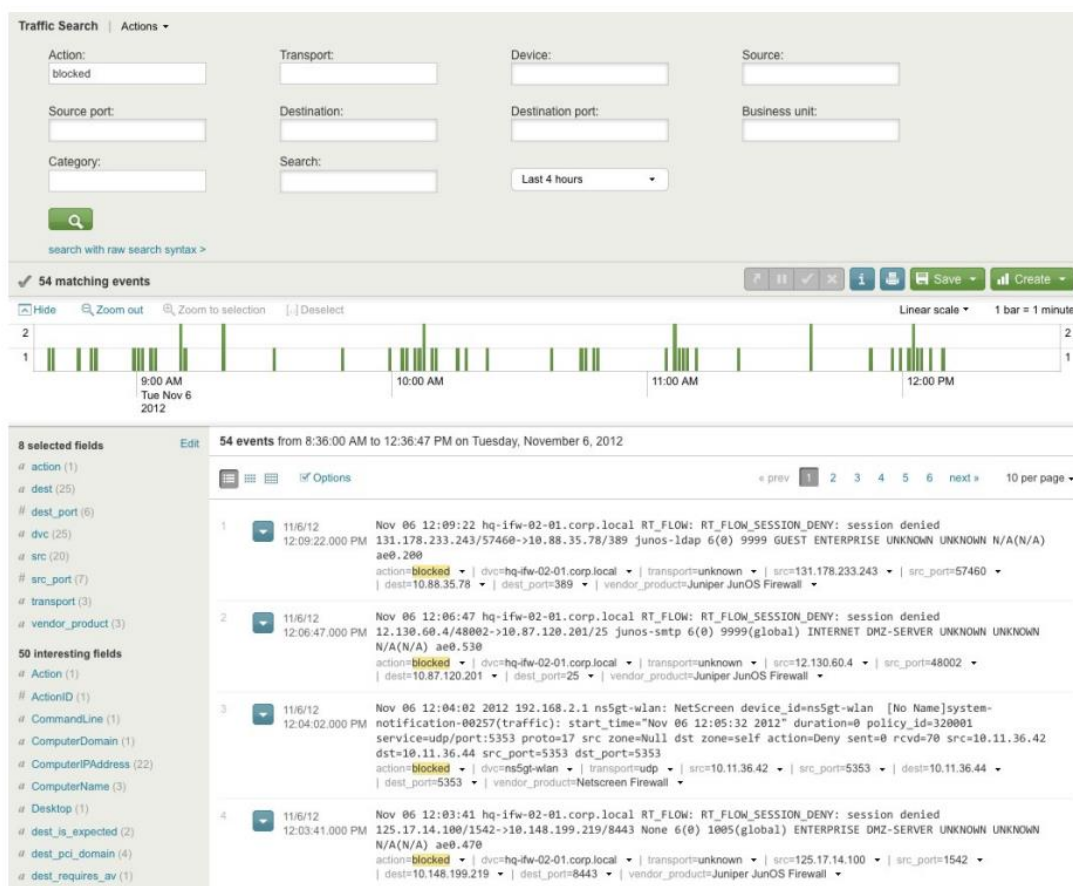 Traffic Search | Actions
Action: Transport: Device: Source:
blocked
Source port: Destination: Destination port: Business unit:
Category: Search:
Last 4 hours
search with raw search syntax >
54 matching events
Save Create
Hide Zoom out Zoom to selection Deselect Linear scale 1 bar = 1 minute
2 2
1 1
9:00 AM 10:00 AM 11:00 AM 12:00 PM
Tue Nov 6
2012
8 selected fields Edit
a action (1)
a dest (25)
# dest_port (6)
a dvc (25)
a src (20)
# src_port (7)
a transport (3)
a vendor_product (3)
50 interesting fields
a Action (1)
# ActionID (1)
a CommandLine (1)
a ComputerDomain (1)
a ComputerIPAddress (22)
a ComputerName (3)
a Desktop (1)
a dest_is_expected (2)
a dest_pci_domain (4)
a dest_requires_av (1)
54 events from 8:36:00 AM to 12:36:47 PM on Tuesday, November 6, 2012
Options
« prev 1 2 3 4 5 6 next » 10 per page
1 11/6/12 12:09:22.000 PM
Nov 06 12:09:22 hq-ifw-02-01.corp.local RT_FLOW: RT_FLOW_SESSION_DENY: session denied
131.178.233.243/57460->10.88.35.78/389 junos-ldap 6(0) 9999 GUEST ENTERPRISE UNKNOWN UNKNOWN N/A(N/A)
ae0.200
action=blocked | dvc=hq-ifw-02-01.corp.local | transport=unknown | src=131.178.233.243 | src_port=57460
| dest=10.88.35.78 | dest_port=389 | vendor_product=Juniper JunOS Firewall
2 11/6/12 12:06:47.000 PM
Nov 06 12:06:47 hq-ifw-02-01.corp.local RT_FLOW: RT_FLOW_SESSION_DENY: session denied
12.130.60.4/48002->10.87.120.201/25 junos-smtp 6(0) 9999(global) INTERNET DMZ-SERVER UNKNOWN UNKNOWN
N/A(N/A) ae0.530
action=blocked | dvc=hq-ifw-02-01.corp.local | transport=unknown | src=12.130.60.4 | src_port=48002
| dest=10.87.120.201 | dest_port=25 | vendor_product=Juniper JunOS Firewall
3 11/6/12 12:04:02.000 PM
Nov 06 12:04:02 2012 192.168.2.1 ns5gt-wlan: NetScreen device_id=ns5gt-wlan [No Name]system-
notification-00257(traffic): start_time="Nov 06 12:05:32 2012" duration=0 policy_id=320001
service=udp/port:5353 proto=17 src zone=Null dst zone=self action=Deny sent=0 rcvd=70 src=10.11.36.42
dst=10.11.36.44 src_port=5353 dst_port=5353
action=blocked | dvc=ns5gt-wlan | transport=udp | src=10.11.36.42 | src_port=5353 | dest=10.11.36.44
| dest_port=5353 | vendor_product=Netscreen Firewall
4 11/6/12 12:03:41.000 PM
Nov 06 12:03:41 hq-ifw-02-01.corp.local RT_FLOW: RT_FLOW_SESSION_DENY: session denied
125.17.14.100/1542->10.148.199.219/8443 None 6(0) 1005(global) ENTERPRISE DMZ-SERVER UNKNOWN UNKNOWN
N/A(N/A) ae0.470
action=blocked | dvc=hq-ifw-02-01.corp.local | transport=unknown | src=125.17.14.100 | src_port=1542
| dest=10.148.199.219 | dest_port=8443 | vendor_product=Juniper JunOS Firewall